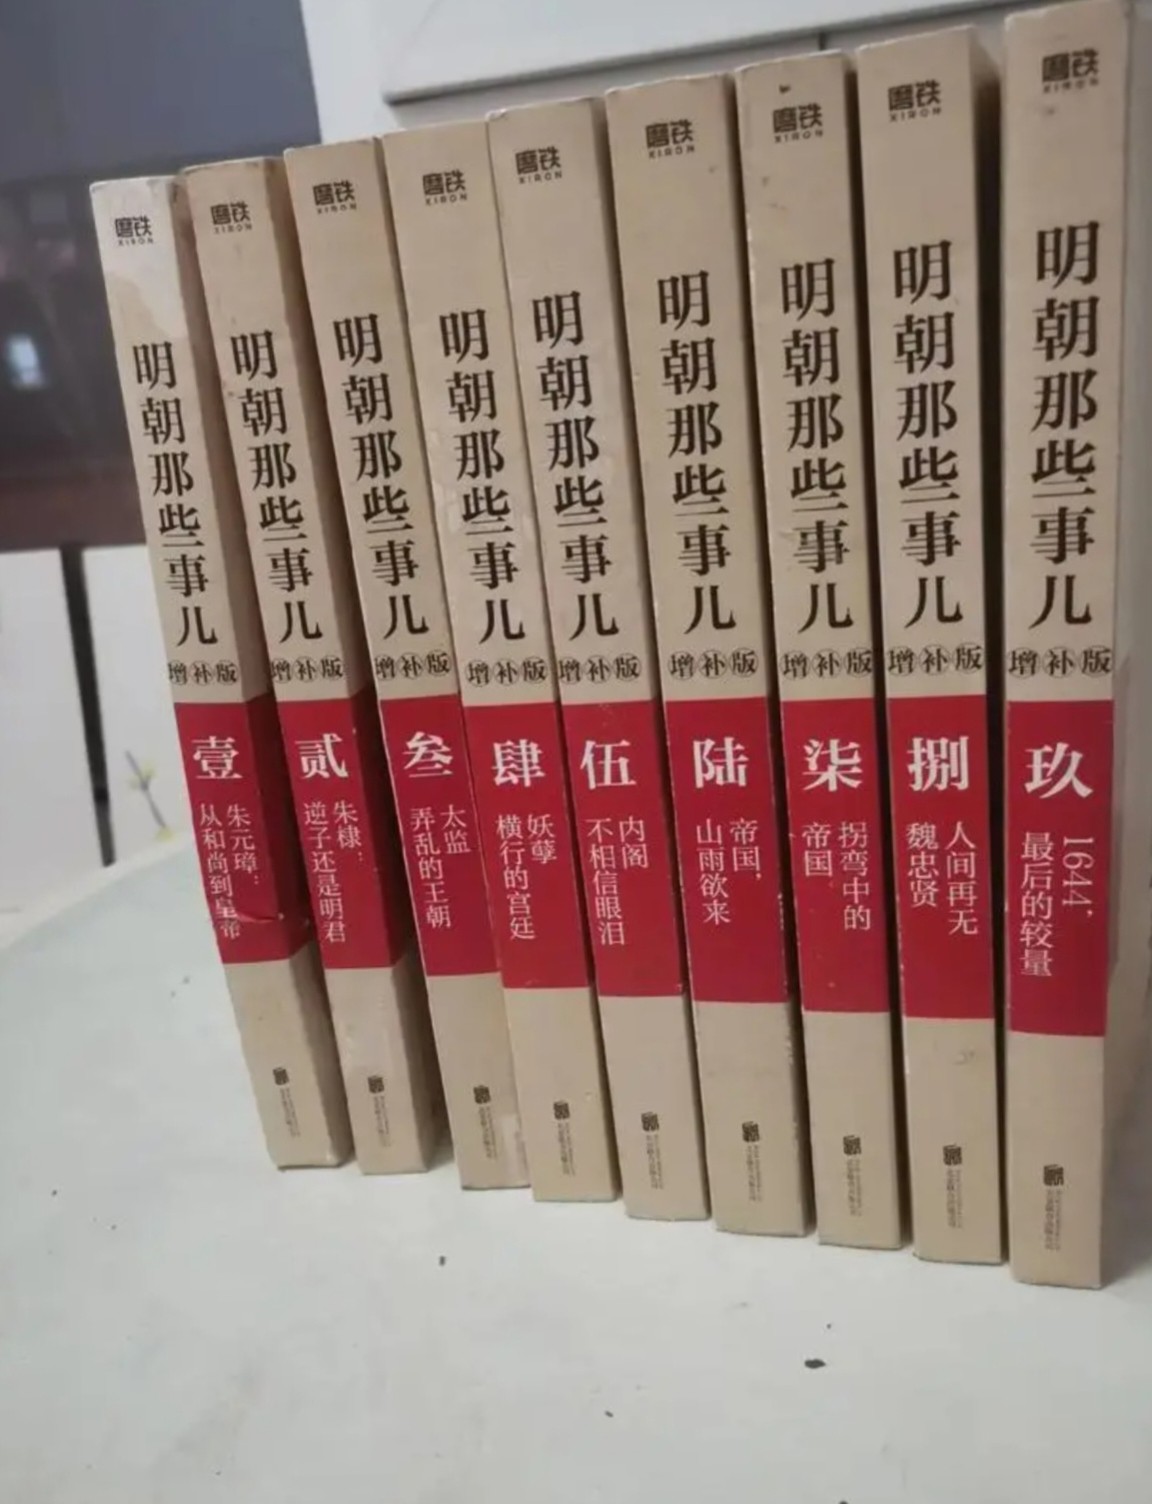 磨铁
XIRON
明朝那些事儿
增补版
壹
朱元璋：
从和尚到皇帝
磨铁
XIRON
明朝那些事儿
增补版
贰
朱棣：
逆子还是明君
磨铁
XIRON
明朝那些事儿
增补版
叁
太监
弄乱的王朝
磨铁
XIRON
明朝那些事儿
增补版
肆
妖孽
横行的宫廷
磨铁
XIRON
明朝那些事儿
增补版
伍
内阁
不相信眼泪
磨铁
XIRON
明朝那些事儿
增补版
陆
帝国，
山雨欲来
磨铁
XIRON
明朝那些事儿
增补版
柒
拐弯中的
帝国
磨铁
XIRON
明朝那些事儿
增补版
捌
人间再无
魏忠贤
磨铁
XIRON
明朝那些事儿
增补版
玖
1644，
最后的较量